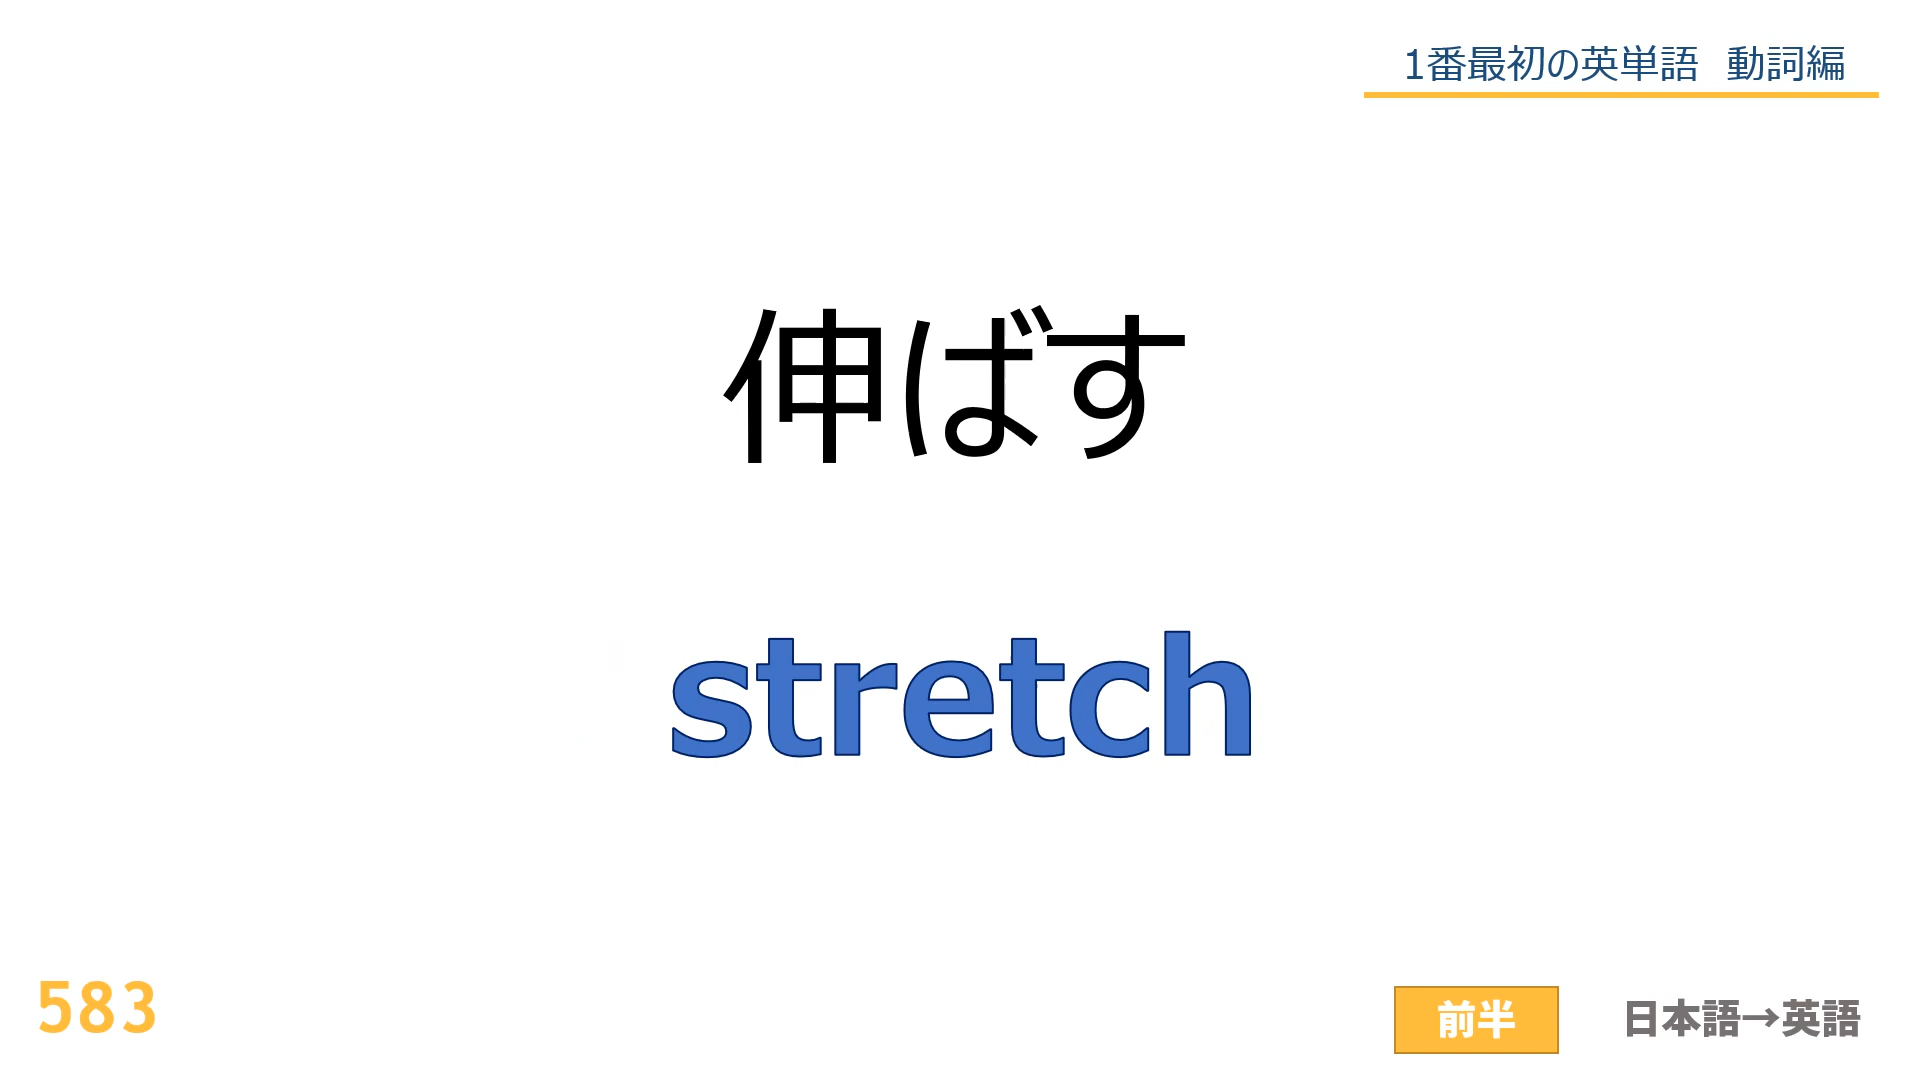 1番最初の英単語　動詞編
伸ばす
stretch
583
前半
日本語→英語